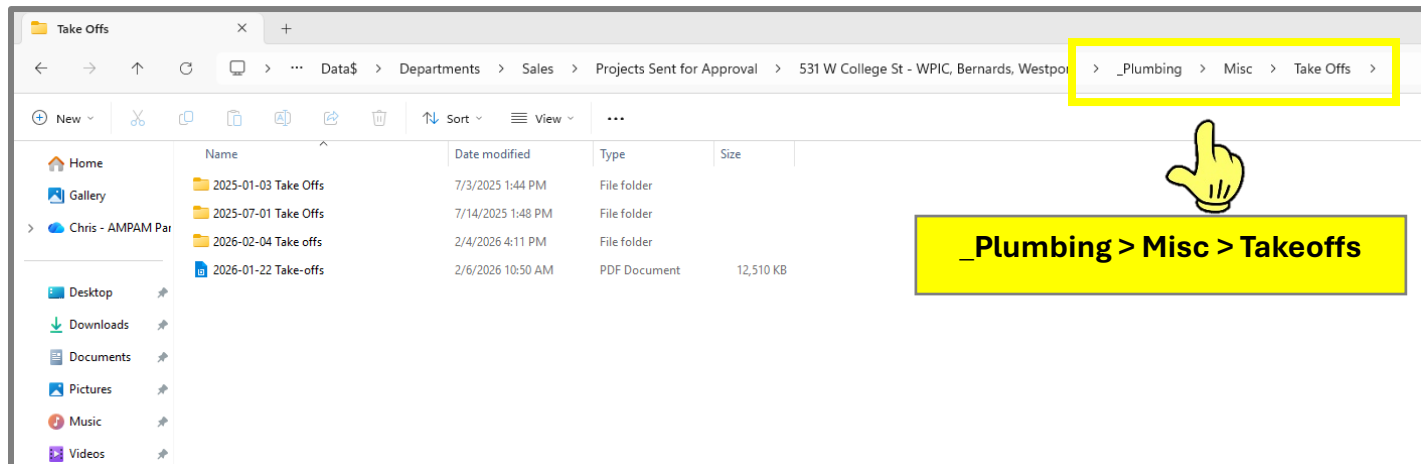 Take Offs
Data$ > Departments > Sales > Projects Sent for Approval > 531 W College St - WPIC, Bernards, Westpor > _Plumbing > Misc > Take Offs >
New Sort View
Home
Gallery
Chris - AMPAM Par
Desktop
Downloads
Documents
Pictures
Music
Videos
Name Date modified Type Size
2025-01-03 Take Offs 7/3/2025 1:44 PM File folder
2025-07-01 Take Offs 7/14/2025 1:48 PM File folder
2026-02-04 Take offs 2/4/2026 4:11 PM File folder
2026-01-22 Take-offs 2/6/2026 10:50 AM PDF Document 12,510 KB
_Plumbing > Misc > Takeoffs